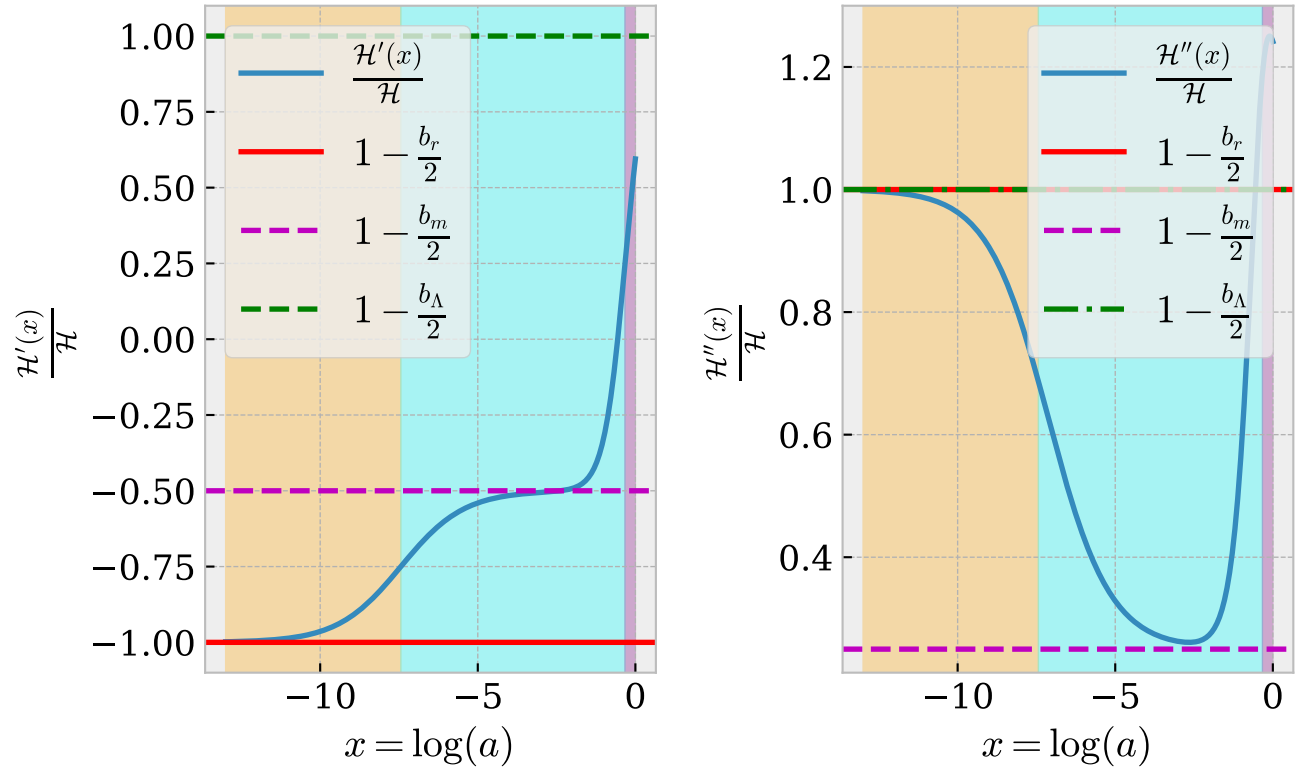 1.00
0.75
0.50
0.25
0.00
−0.25
−0.50
−0.75
−1.00
ℋ′(x)/ℋ
ℋ′(x)/ℋ
1 − b_r/2
1 − b_m/2
1 − b_Λ/2
−10 −5 0
x = log(a)
1.2
1.0
0.8
0.6
0.4
ℋ″(x)/ℋ
ℋ″(x)/ℋ
1 − b_r/2
1 − b_m/2
1 − b_Λ/2
−10 −5 0
x = log(a)